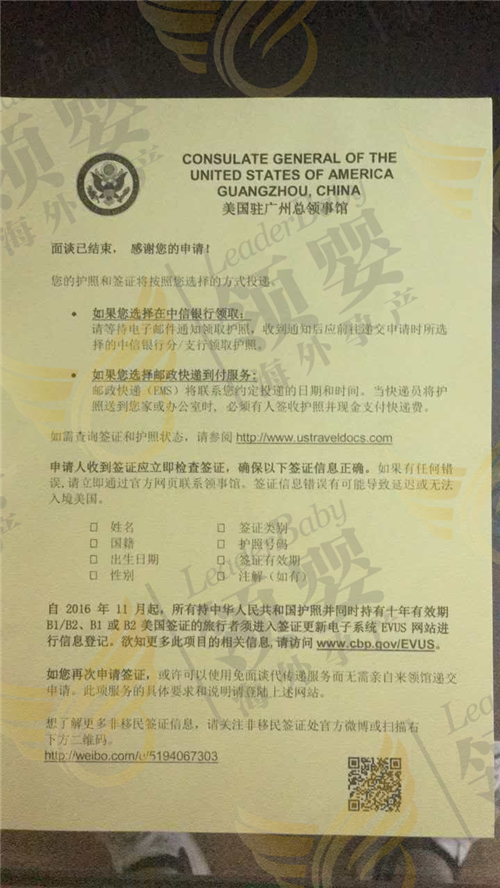 CONSULATE GENERAL OF THE
UNITED STATES OF AMERICA
GUANGZHOU, CHINA
美国驻广州总领事馆
面谈已结束, 感谢您的申请!
您的护照和签证将按照您选择的方式投递。
• 如果您选择在中信银行领取:
请等待电子邮件通知领取护照,收到通知后应前往递交申请时所选
择的中信银行分/支行领取护照。
• 如果您选择邮政快递到付服务:
邮政快递 (EMS) 将联系您约定投递的日期和时间。当快递员将护
照送到您家或办公室时, 必须有人签收护照并现金支付快递费。
如需查询签证和护照状态,请参阅 http://www.ustraveldocs.com
申请人收到签证应立即检查签证,确保以下签证信息正确。如果有任何错
误,请立即通过官方网页联系领事馆。签证信息错误有可能导致延迟或无法
入境美国。
□ 姓名 □ 签证类别
□ 国籍 □ 护照号码
□ 出生日期 □ 签证有效期
□ 性别 □ 注解(如有)
自 2016 年 11 月起,所有持中华人民共和国护照并同时持有十年有效期
B1/B2、B1 或 B2 美国签证的旅行者须进入签证更新电子系统 EVUS 网站进
行信息登记。欲知更多此项目的相关信息,请访问 www.cbp.gov/EVUS。
如您再次申请签证,或许可以使用免面谈代传递服务而无需亲自来领馆递交
申请。此项服务的具体要求和说明请登陆上述网站。
想了解更多非移民签证信息,请关注非移民签证处官方微博或扫描右
下方二维码。
http://weibo.com/u/5194067303
LeaderBaby
领婴
海外孕产